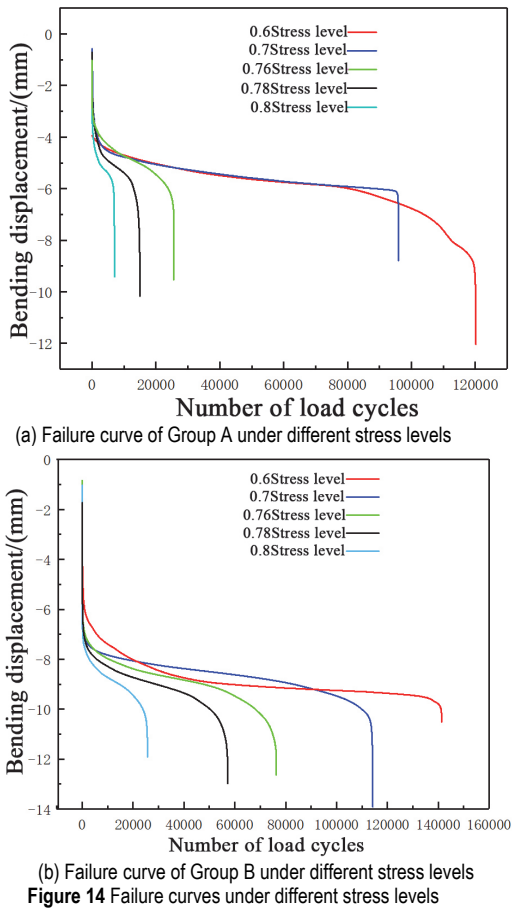 0.6Stress level
0.7Stress level
0.76Stress level
0.78Stress level
0.8Stress level
0
−2
−4
−6
−8
−10
−12
Bending displacement/(mm)
0 20000 40000 60000 80000 100000 120000
Number of load cycles
(a) Failure curve of Group A under different stress levels
0.6Stress level
0.7Stress level
0.76Stress level
0.78Stress level
0.8Stress level
0
−2
−4
−6
−8
−10
−12
−14
Bending displacement/(mm)
0 20000 40000 60000 80000 100000 120000 140000 160000
Number of load cycles
(b) Failure curve of Group B under different stress levels
Figure 14 Failure curves under different stress levels